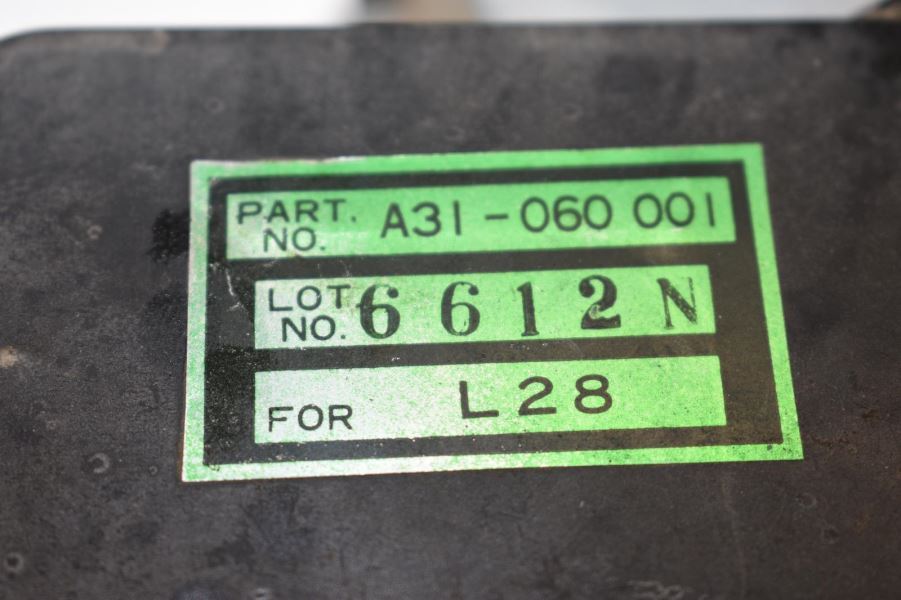 PART. NO. A31-060 001
LOT NO. 6612N
FOR L28